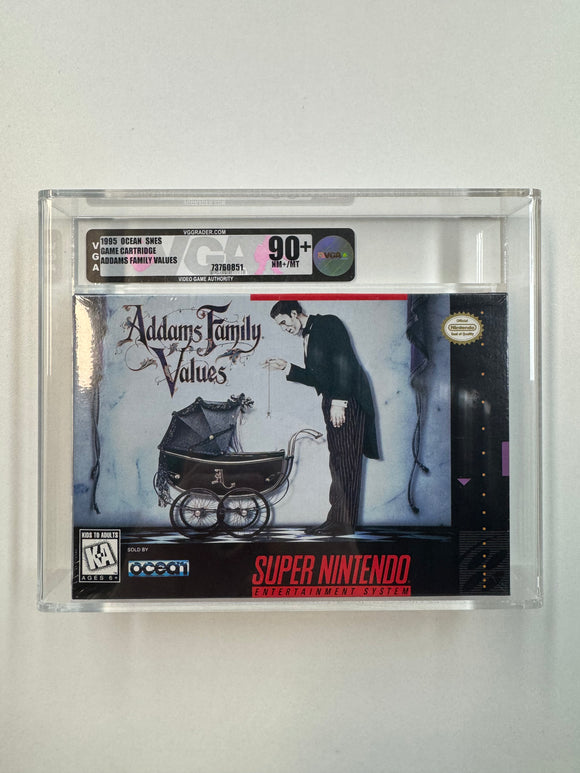 VGGRADER.COM
VGA
1995 OCEAN SNES
GAME CARTRIDGE
ADDAMS FAMILY VALUES
73760851
90+
NM+/MT
VGA
VIDEO GAME AUTHORITY
Addams Family
Values
Official
Nintendo
Seal of Quality
KIDS TO ADULTS
K-A
AGES 6+
SOLD BY
ocean
SUPER NINTENDO
ENTERTAINMENT SYSTEM